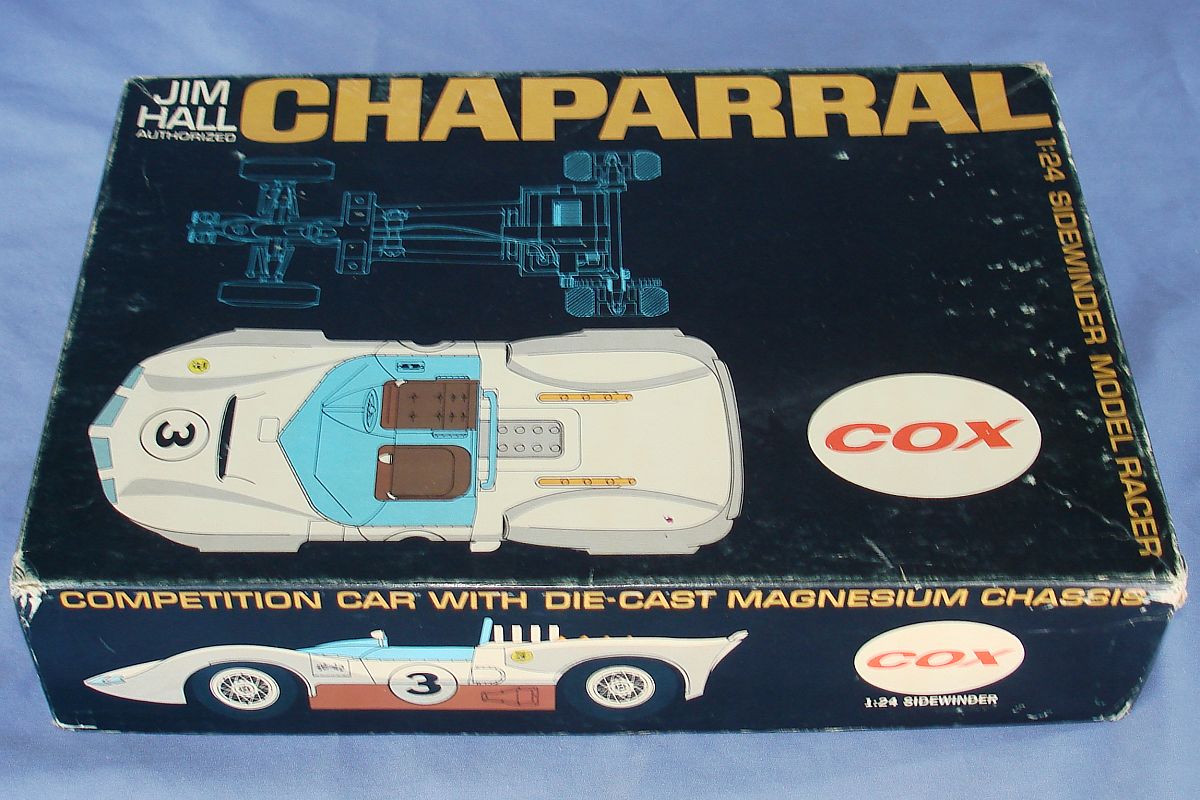 JIM
HALL
AUTHORIZED
CHAPARRAL
1:24 SIDEWINDER MODEL RACER
3
COX
COMPETITION CAR WITH DIE-CAST MAGNESIUM CHASSIS
3
COX
1:24 SIDEWINDER